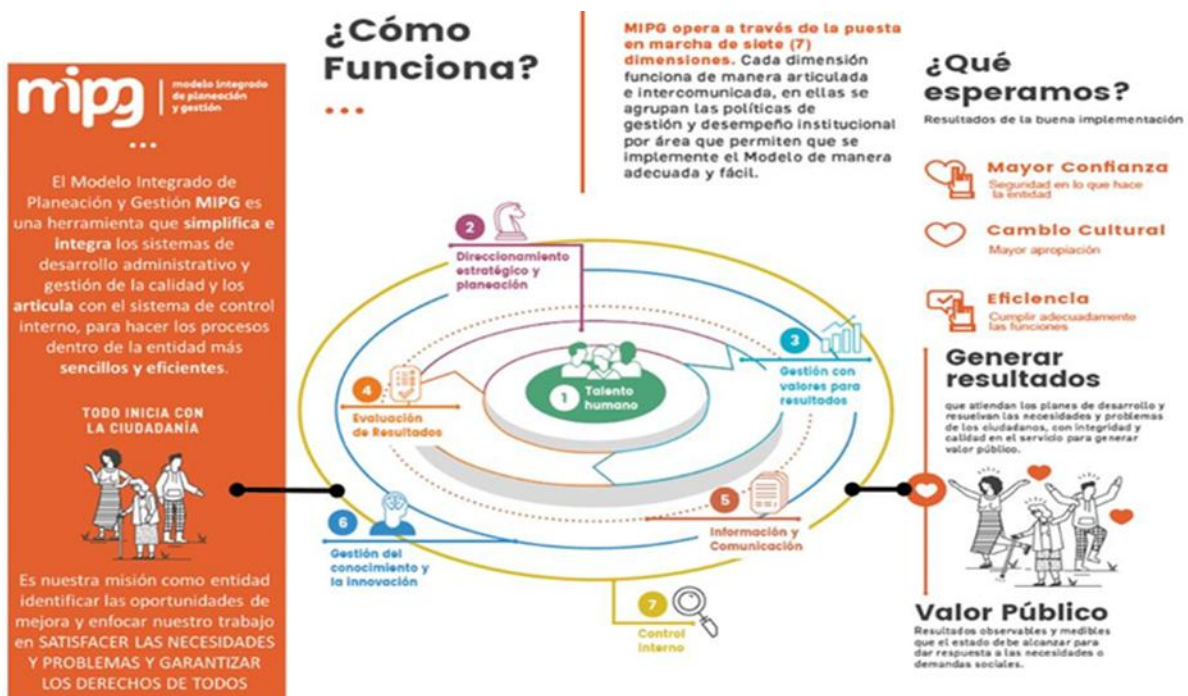 mipg
modelo integrado
de planeación
y gestión
El Modelo Integrado de
Planeación y Gestión MIPG es
una herramienta que simplifica e
integra los sistemas de
desarrollo administrativo y
gestión de la calidad y los
articula con el sistema de control
interno, para hacer los procesos
dentro de la entidad más
sencillos y eficientes.
TODO INICIA CON
LA CIUDADANÍA
Es nuestra misión como entidad
identificar las oportunidades de
mejora y enfocar nuestro trabajo
en SATISFACER LAS NECESIDADES
Y PROBLEMAS Y GARANTIZAR
LOS DERECHOS DE TODOS
¿Cómo
Funciona?
MIPG opera a través de la puesta
en marcha de siete (7)
dimensiones. Cada dimensión
funciona de manera articulada
e intercomunicada, en ellas se
agrupan las políticas de
gestión y desempeño institucional
por área que permiten que se
implemente el Modelo de manera
adecuada y fácil.
2
Direccionamiento
estratégico y
planeación
3
Gestión con
valores para
resultados
4
Evaluación
de Resultados
1
Talento
humano
5
Información y
Comunicación
6
Gestión del
conocimiento y
la innovación
7
Control
Interno
¿Qué
esperamos?
Resultados de la buena implementación
Mayor Confianza
Seguridad en lo que hace
la entidad
Cambio Cultural
Mayor apropiación
Eficiencia
Cumplir adecuadamente
las funciones
Generar
resultados
que atiendan los planes de desarrollo y
resuelvan las necesidades y problemas
de los ciudadanos, con integridad y
calidad en el servicio para generar
valor público.
Valor Público
Resultados observables y medibles
que el estado debe alcanzar para
dar respuesta a las necesidades o
demandas sociales.